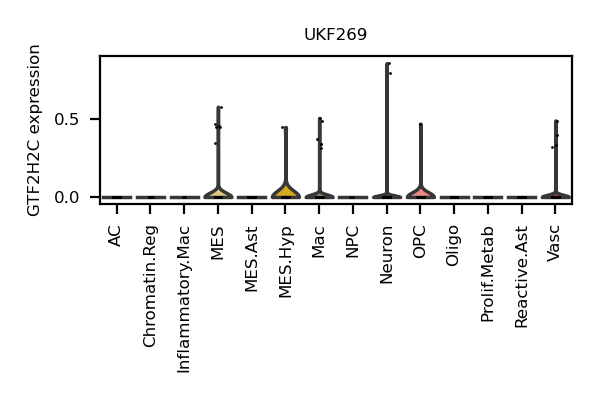 UKF269
GTF2H2C expression
0.5
0.0
AC
Chromatin.Reg
Inflammatory.Mac
MES
MES.Ast
MES.Hyp
Mac
NPC
Neuron
OPC
Oligo
Prolif.Metab
Reactive.Ast
Vasc